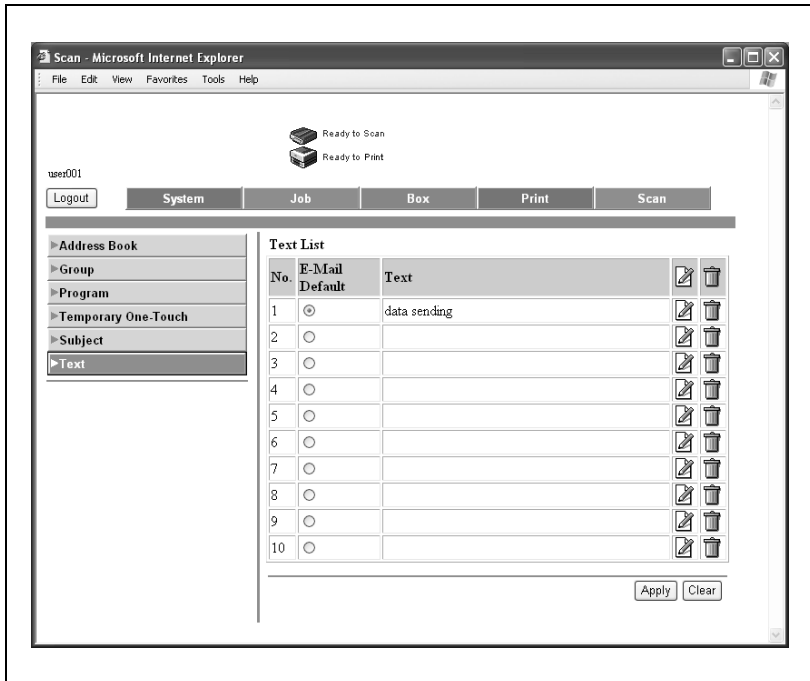 Scan - Microsoft Internet Explorer
File Edit View Favorites Tools Help
Ready to Scan
Ready to Print
user001
Logout System Job Box Print Scan
Address Book
Group
Program
Temporary One-Touch
Subject
Text
Text List
No. E-Mail Default Text
1 data sending
2
3
4
5
6
7
8
9
10
Apply Clear